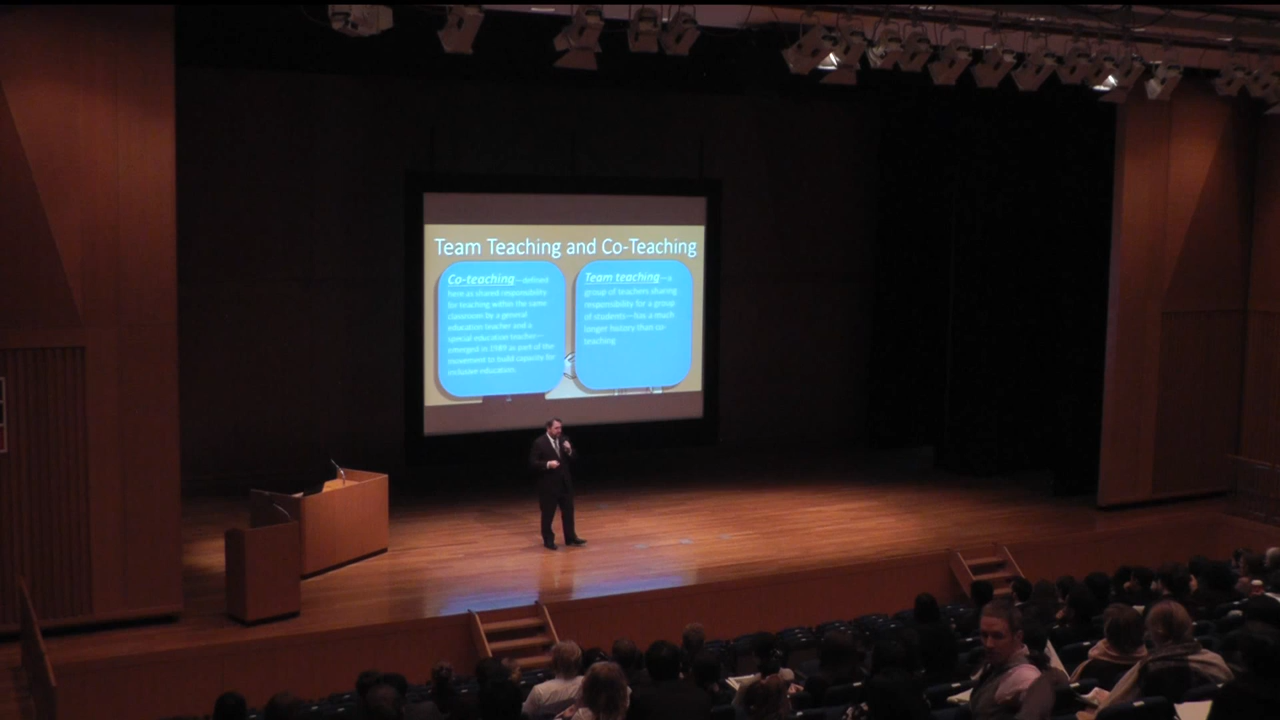 Team Teaching and Co-Teaching
Co-teaching—defined
here as shared responsibility
for teaching within the same
classroom by a general
education teacher and a
special education teacher—
emerged in 1989 as part of the
movement to build capacity for
inclusive education.
Team teaching—a
group of teachers sharing
responsibility for a group
of students—has a much
longer history than co-
teaching